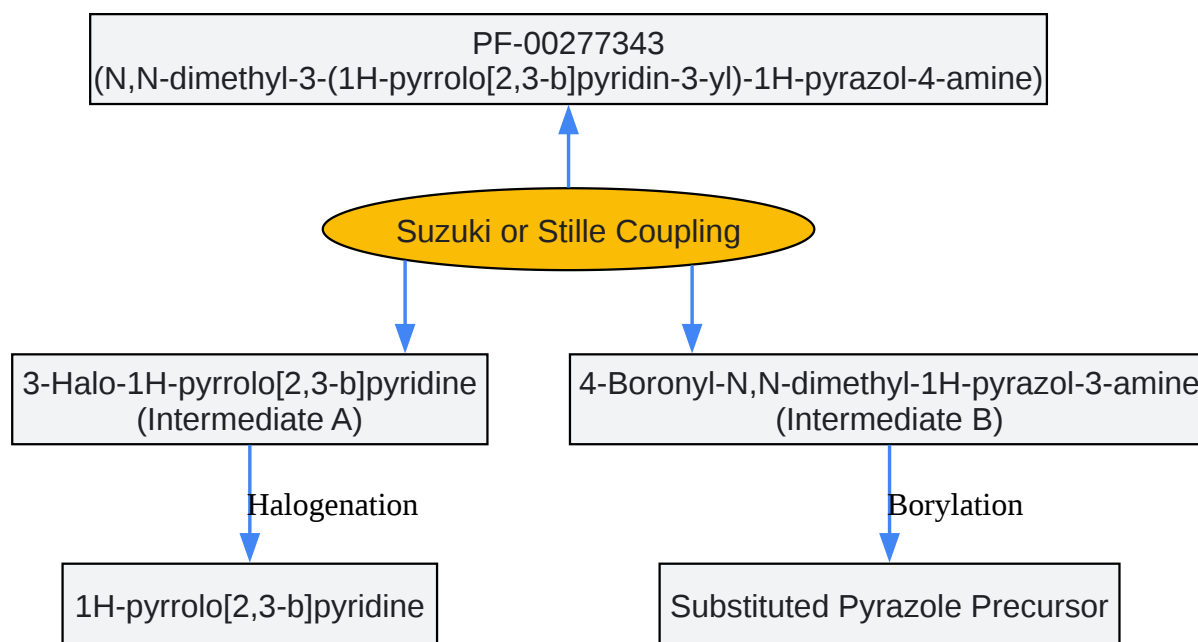 PF-00277343
(N,N-dimethyl-3-(1H-pyrrolo[2,3-b]pyridin-3-yl)-1H-pyrazol-4-amine)
Suzuki or Stille Coupling
3-Halo-1H-pyrrolo[2,3-b]pyridine
(Intermediate A)
4-Boronyl-N,N-dimethyl-1H-pyrazol-3-amine
(Intermediate B)
Halogenation
Borylation
1H-pyrrolo[2,3-b]pyridine
Substituted Pyrazole Precursor